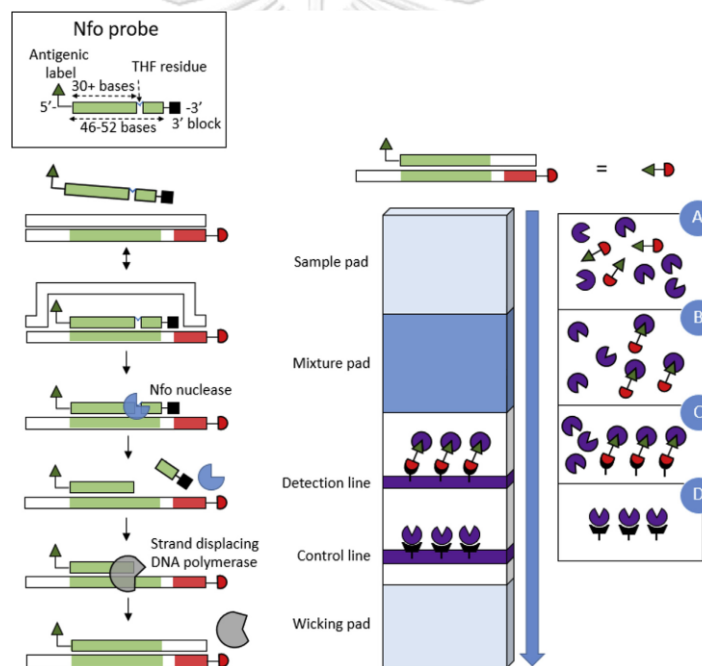 Nfo probe
Antigenic
label
THF residue
30+ bases
5'-
-3'
46-52 bases
3' block
=
A
Sample pad
B
Mixture pad
Nfo nuclease
C
Detection line
D
Strand displacing
DNA polymerase
Control line
Wicking pad